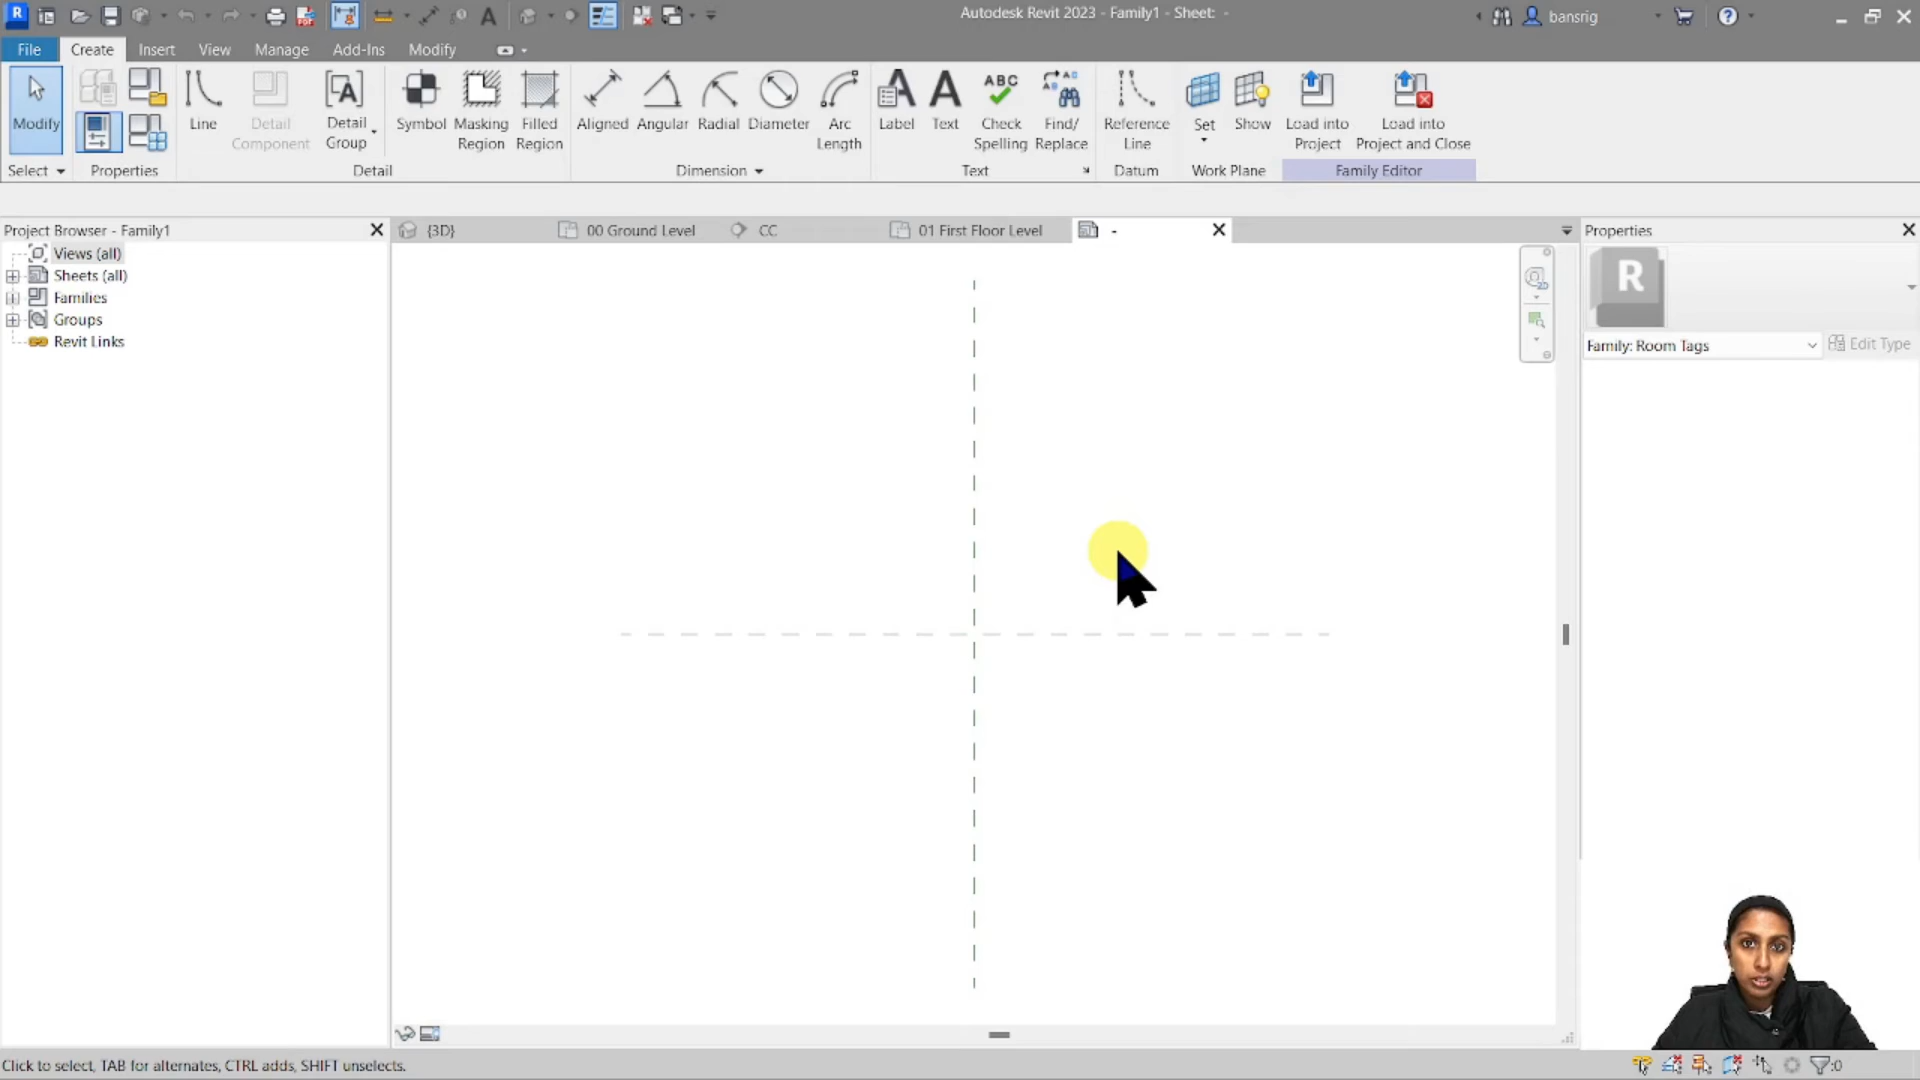 Autodesk Revit 2023 - Family1 - Sheet: -
bansrig
File Create Insert View Manage Add-Ins Modify
Modify
Line
Detail Component
Detail Group
Symbol
Masking Region
Filled Region
Aligned
Angular
Radial
Diameter
Arc Length
Label
Text
ABC
Check Spelling
Find/ Replace
Reference Line
Set
Show
Load into Project
Load into Project and Close
Select Properties Detail Dimension Text Datum Work Plane Family Editor
Project Browser - Family1
{3D}
00 Ground Level
CC
01 First Floor Level
-
Properties
Views (all)
Sheets (all)
Families
Groups
Revit Links
R
Family: Room Tags
Edit Type
Click to select, TAB for alternates, CTRL adds, SHIFT unselects.
:0